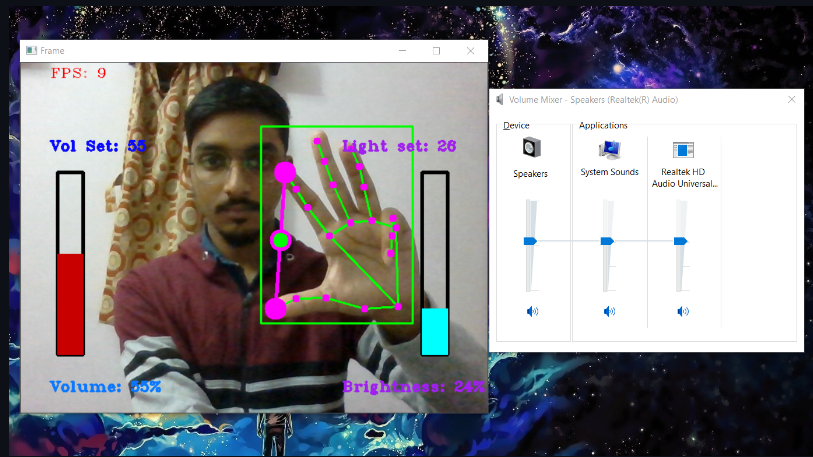 Frame
FPS: 9
Vol Set: 55
Light set: 26
Volume: 55%
Brightness: 24%
Volume Mixer - Speakers (Realtek(R) Audio)
Device
Applications
Speakers
System Sounds
Realtek HD
Audio Universal...